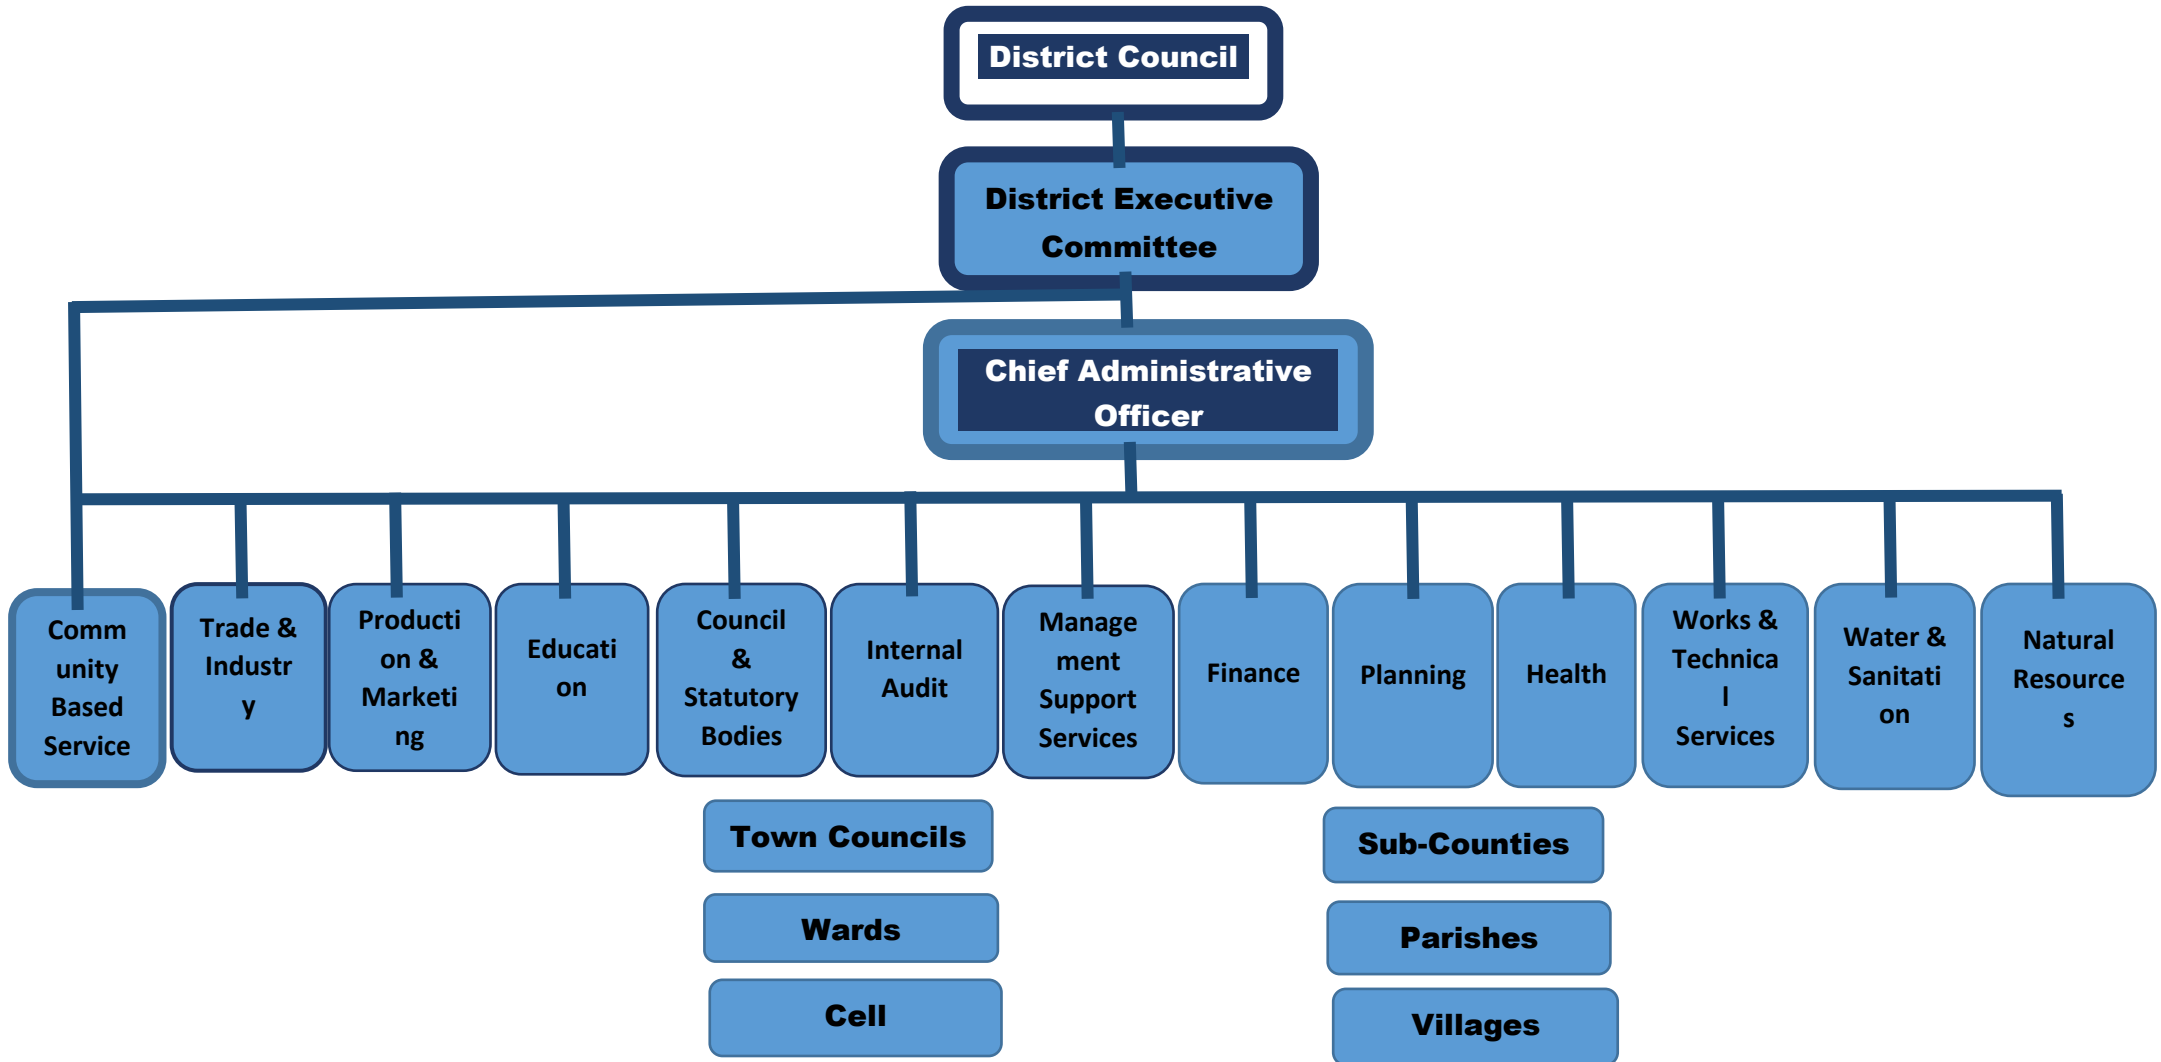 District Council
District Executive
Committee
Chief Administrative
Officer
Comm
unity
Based
Service
Trade &
Industr
y
Producti
on &
Marketi
ng
Educati
on
Council
&
Statutory
Bodies
Internal
Audit
Manage
ment
Support
Services
Finance
Planning
Health
Works &
Technica
l
Services
Water &
Sanitati
on
Natural
Resource
s
Town Councils
Wards
Cell
Sub-Counties
Parishes
Villages